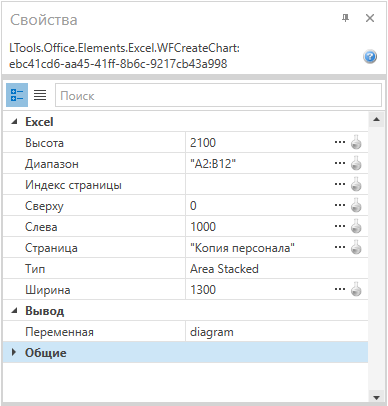 Свойства
LTools.Office.Elements.Excel.WFCreateChart:
ebc41cd6-aa45-41ff-8b6c-9217cb43a998
Поиск
Excel
Высота 2100
Диапазон "A2:B12"
Индекс страницы
Сверху 0
Слева 1000
Страница "Копия персонала"
Тип Area Stacked
Ширина 1300
Вывод
Переменная diagram
Общие